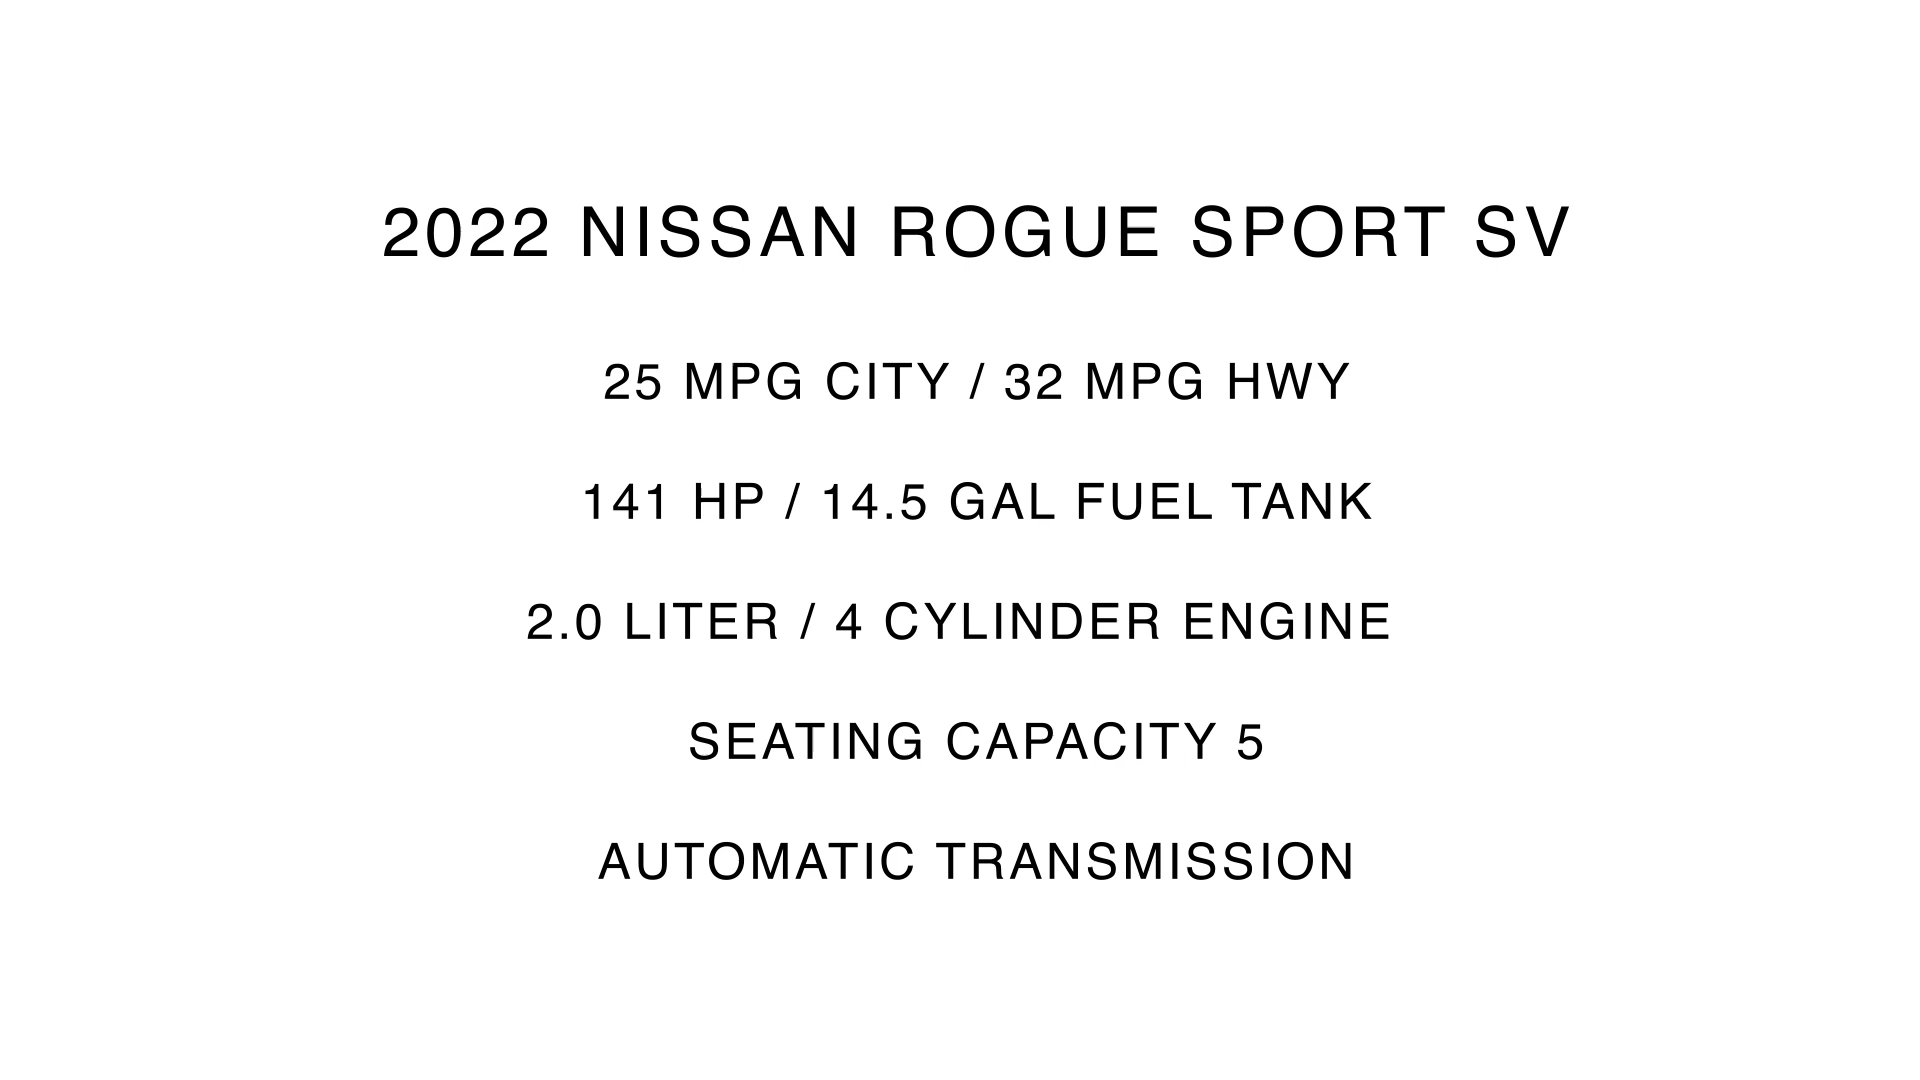 2022 NISSAN ROGUE SPORT SV
25 MPG CITY / 32 MPG HWY
141 HP / 14.5 GAL FUEL TANK
2.0 LITER / 4 CYLINDER ENGINE
SEATING CAPACITY 5
AUTOMATIC TRANSMISSION